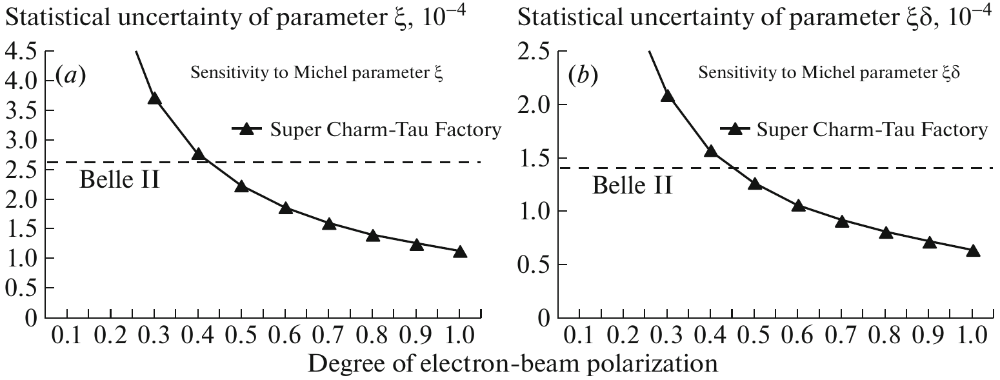 Statistical uncertainty of parameter ξ, 10⁻⁴
4.5
4.0
3.5
3.0
2.5
2.0
1.5
1.0
0.5
0
(a)
Sensitivity to Michel parameter ξ
Super Charm-Tau Factory
Belle II
0.1 0.2 0.3 0.4 0.5 0.6 0.7 0.8 0.9 1.0
Statistical uncertainty of parameter ξδ, 10⁻⁴
2.5
2.0
1.5
1.0
0.5
0
(b)
Sensitivity to Michel parameter ξδ
Super Charm-Tau Factory
Belle II
0.1 0.2 0.3 0.4 0.5 0.6 0.7 0.8 0.9 1.0
Degree of electron-beam polarization